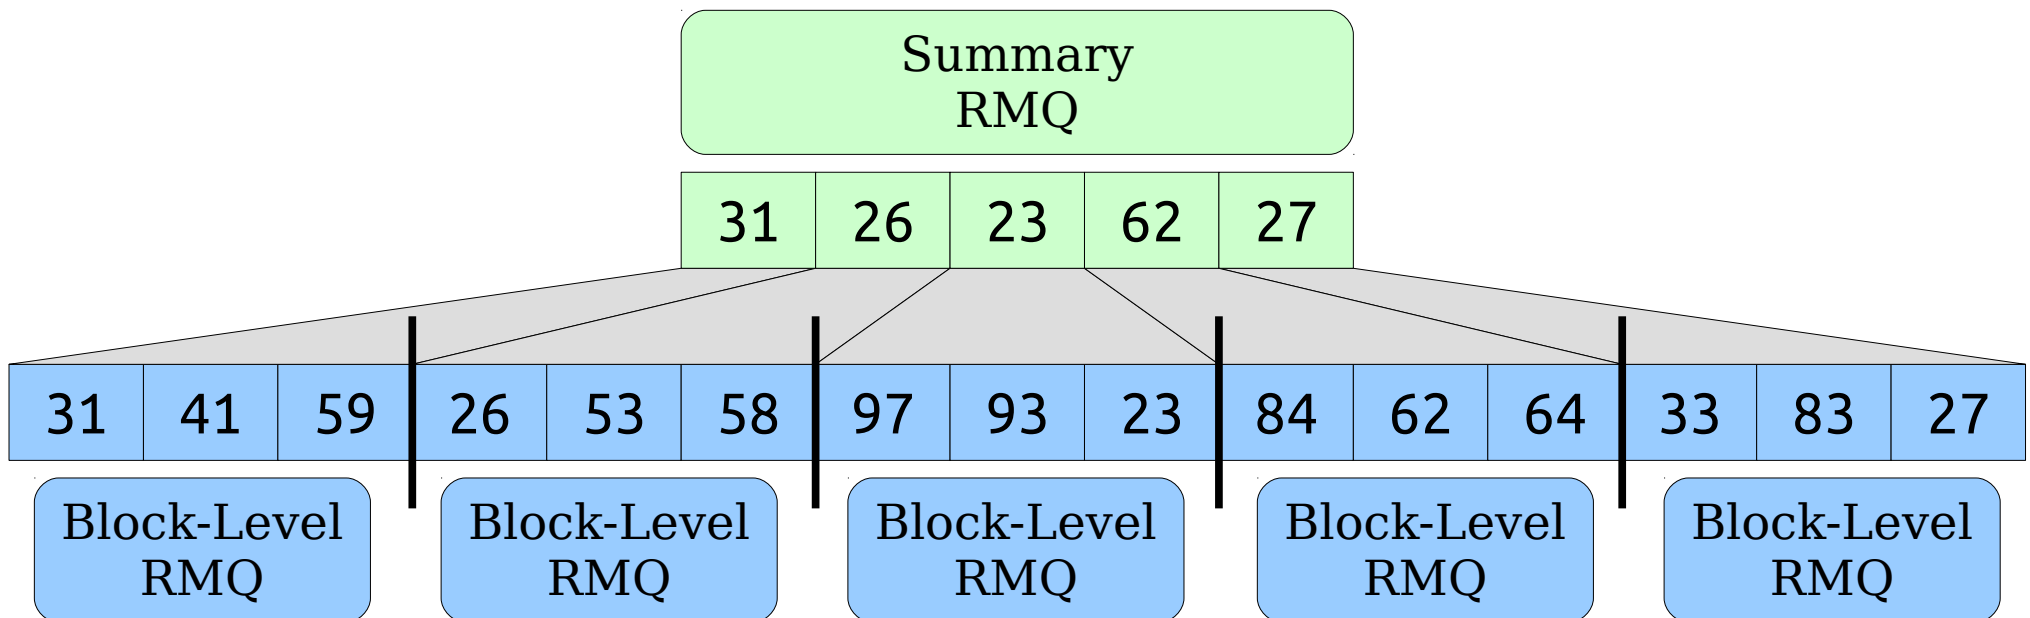 Summary
RMQ
31 26 23 62 27
31 41 59 26 53 58 97 93 23 84 62 64 33 83 27
Block-Level Block-Level Block-Level Block-Level Block-Level
RMQ RMQ RMQ RMQ RMQ